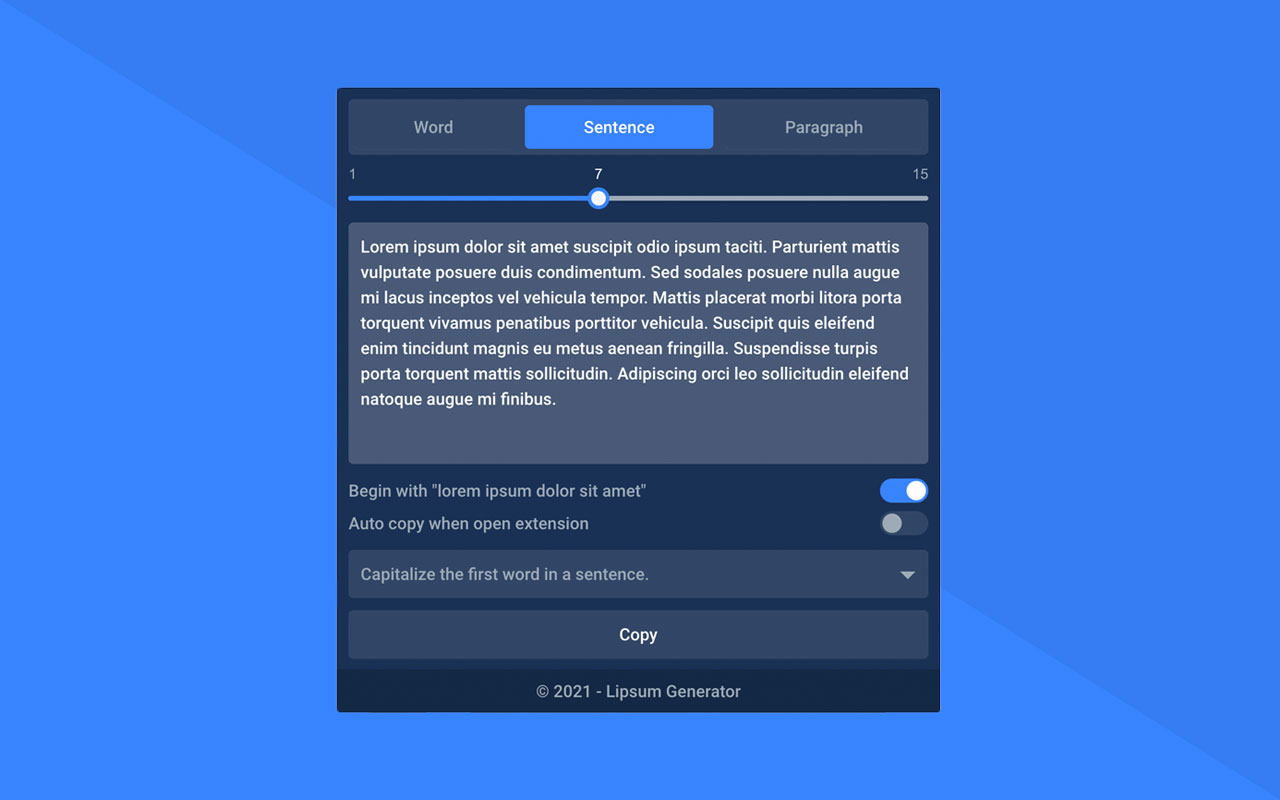 Word Sentence Paragraph
1 7 15
Lorem ipsum dolor sit amet suscipit odio ipsum taciti. Parturient mattis
vulputate posuere duis condimentum. Sed sodales posuere nulla augue
mi lacus inceptos vel vehicula tempor. Mattis placerat morbi litora porta
torquent vivamus penatibus porttitor vehicula. Suscipit quis eleifend
enim tincidunt magnis eu metus aenean fringilla. Suspendisse turpis
porta torquent mattis sollicitudin. Adipiscing orci leo sollicitudin eleifend
natoque augue mi finibus.
Begin with "lorem ipsum dolor sit amet"
Auto copy when open extension
Capitalize the first word in a sentence.
Copy
© 2021 - Lipsum Generator